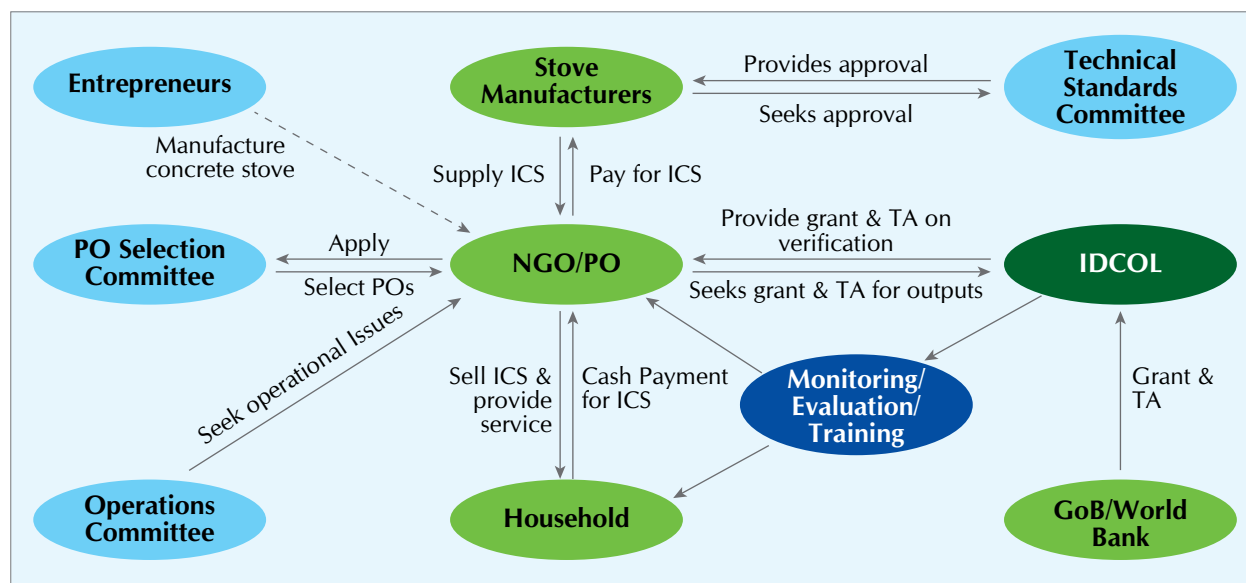 Entrepreneurs
Stove
Manufacturers
Provides approval
Seeks approval
Technical
Standards
Committee
Manufacture
concrete stove
Supply ICS
Pay for ICS
PO Selection
Committee
Apply
Select POs
NGO/PO
Provide grant & TA on
verification
Seeks grant & TA for outputs
IDCOL
Seek operational Issues
Sell ICS &
provide
service
Cash Payment
for ICS
Monitoring/
Evaluation/
Training
Grant &
TA
Operations
Committee
Household
GoB/World
Bank